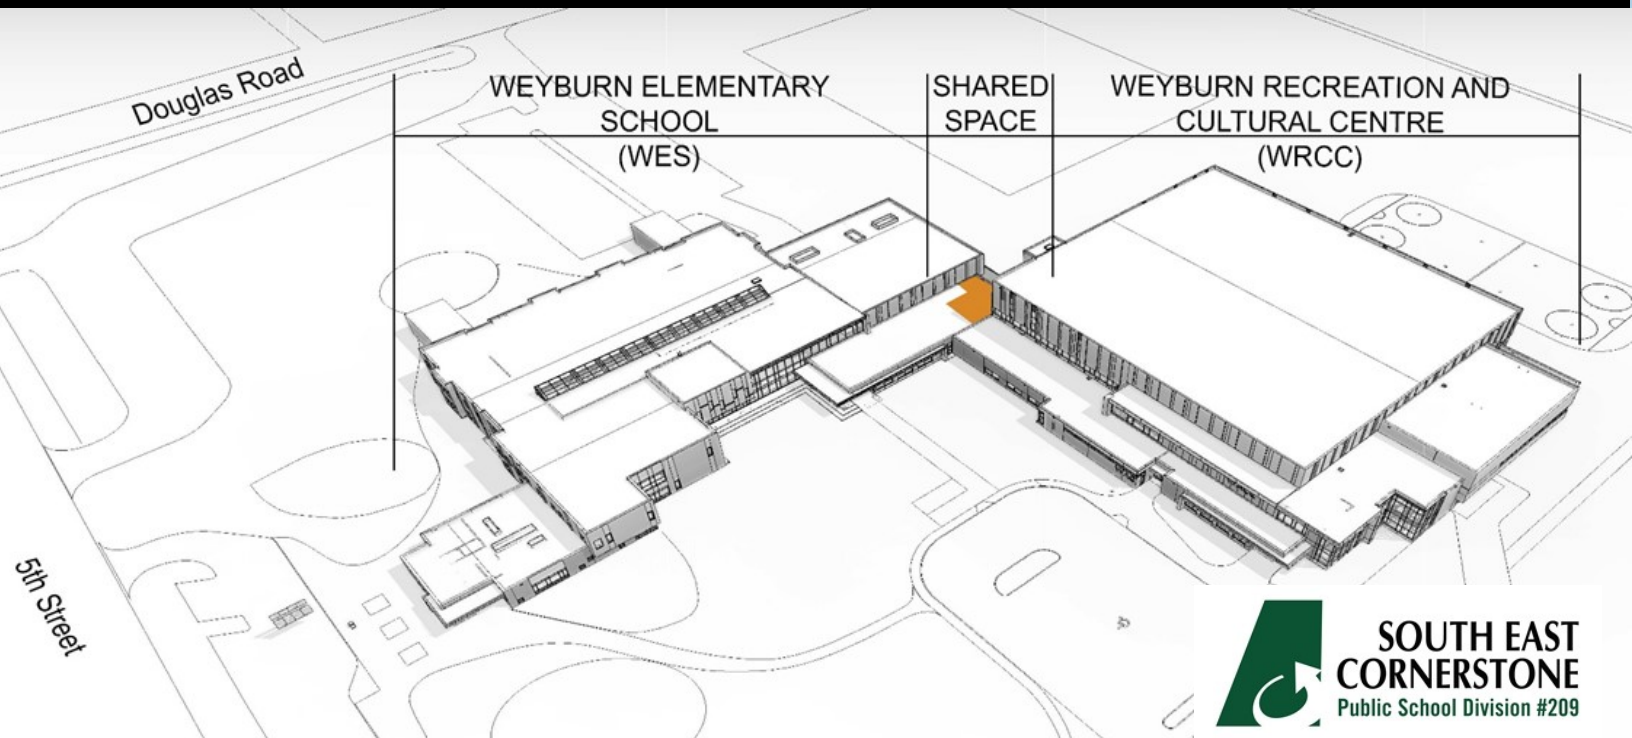 Douglas Road
WEYBURN ELEMENTARY
SCHOOL
(WES)
SHARED
SPACE
WEYBURN RECREATION AND
CULTURAL CENTRE
(WRCC)
5th Street
SOUTH EAST
CORNERSTONE
Public School Division #209